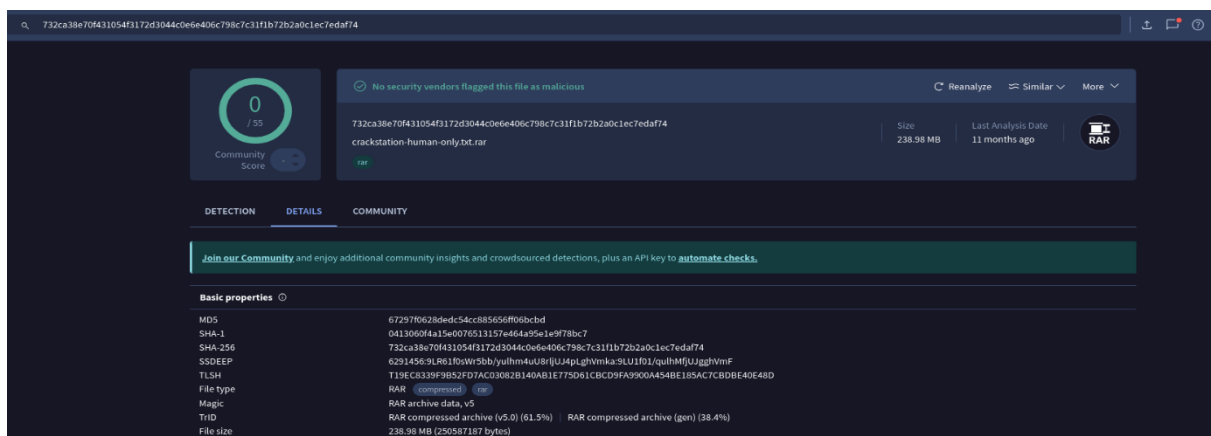 732ca38e70f431054f3172d3044c0e6e406c798c7c31f1b72b2a0c1ec7edaf74
0
/ 55
Community
Score
-
No security vendors flagged this file as malicious
Reanalyze
Similar
More
732ca38e70f431054f3172d3044c0e6e406c798c7c31f1b72b2a0c1ec7edaf74
crackstation-human-only.txt.rar
rar
Size
238.98 MB
Last Analysis Date
11 months ago
RAR
DETECTION DETAILS COMMUNITY
Join our Community and enjoy additional community insights and crowdsourced detections, plus an API key to automate checks.
Basic properties
MD5 67297f0628dedc54cc885656ff06bcbd
SHA-1 0413060f4a15e0076513157e464a95e1e9f78bc7
SHA-256 732ca38e70f431054f3172d3044c0e6e406c798c7c31f1b72b2a0c1ec7edaf74
SSDEEP 6291456:9LR61f0sWr5bb/yulhm4uU8rljUJ4pLghVmka:9LU1f01/qulhMfjUJgghVmF
TLSH T19EC8339F9B52FD7AC03082B140AB1E775D61CBCD9FA9900A454BE185AC7CBDBE40E48D
File type RAR compressed rar
Magic RAR archive data, v5
TrID RAR compressed archive (v5.0) (61.5%) RAR compressed archive (gen) (38.4%)
File size 238.98 MB (250587187 bytes)